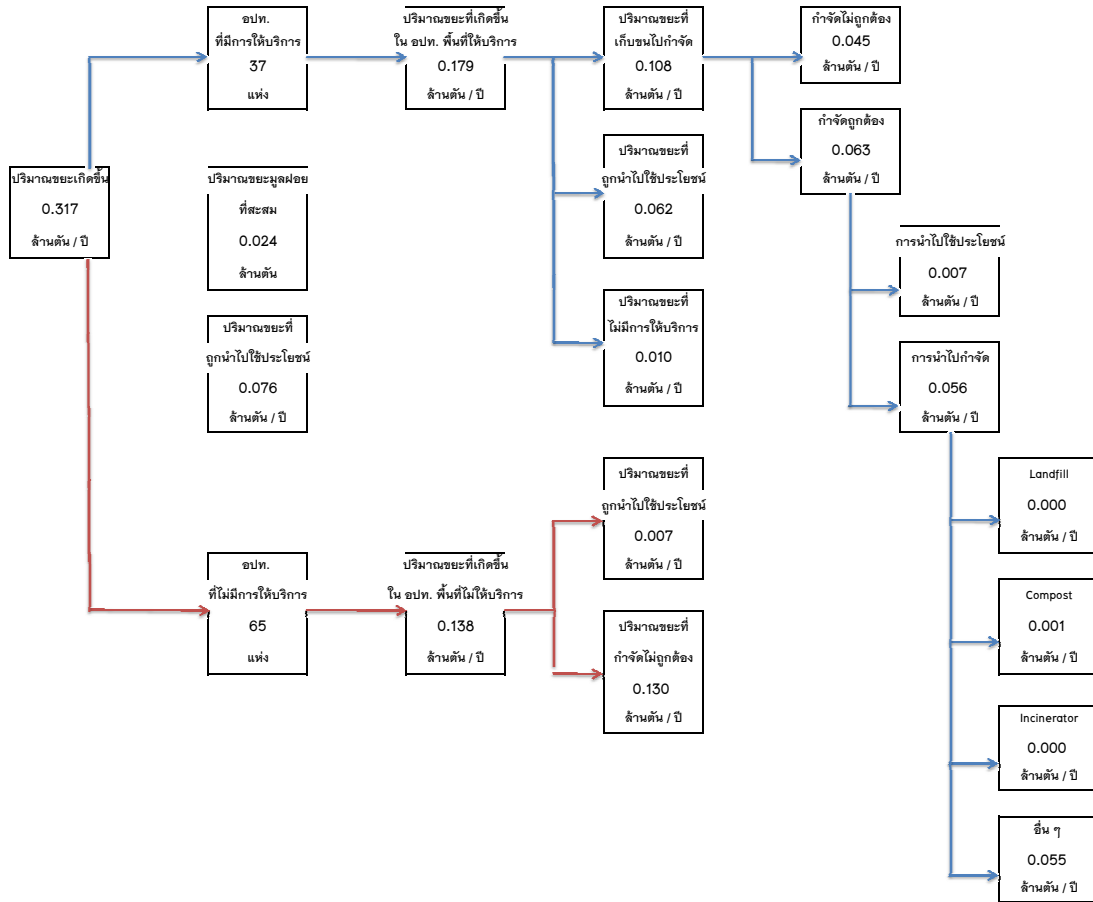 อปท.
ที่มีการให้บริการ
37
แห่ง
ปริมาณขยะที่เกิดขึ้น
ใน อปท. พื้นที่ให้บริการ
0.179
ล้านตัน / ปี
ปริมาณขยะที่
เก็บขนไปกำจัด
0.108
ล้านตัน / ปี
กำจัดไม่ถูกต้อง
0.045
ล้านตัน / ปี
กำจัดถูกต้อง
0.063
ล้านตัน / ปี
ปริมาณขยะเกิดขึ้น
0.317
ล้านตัน / ปี
ปริมาณขยะมูลฝอย
ที่สะสม
0.024
ล้านตัน
ปริมาณขยะที่
ถูกนำไปใช้ประโยชน์
0.062
ล้านตัน / ปี
การนำไปใช้ประโยชน์
0.007
ล้านตัน / ปี
ปริมาณขยะที่
ถูกนำไปใช้ประโยชน์
0.076
ล้านตัน / ปี
ปริมาณขยะที่
ไม่มีการให้บริการ
0.010
ล้านตัน / ปี
การนำไปกำจัด
0.056
ล้านตัน / ปี
ปริมาณขยะที่
ถูกนำไปใช้ประโยชน์
0.007
ล้านตัน / ปี
Landfill
0.000
ล้านตัน / ปี
อปท.
ที่ไม่มีการให้บริการ
65
แห่ง
ปริมาณขยะที่เกิดขึ้น
ใน อปท. พื้นที่ไม่ให้บริการ
0.138
ล้านตัน / ปี
ปริมาณขยะที่
กำจัดไม่ถูกต้อง
0.130
ล้านตัน / ปี
Compost
0.001
ล้านตัน / ปี
Incinerator
0.000
ล้านตัน / ปี
อื่น ๆ
0.055
ล้านตัน / ปี